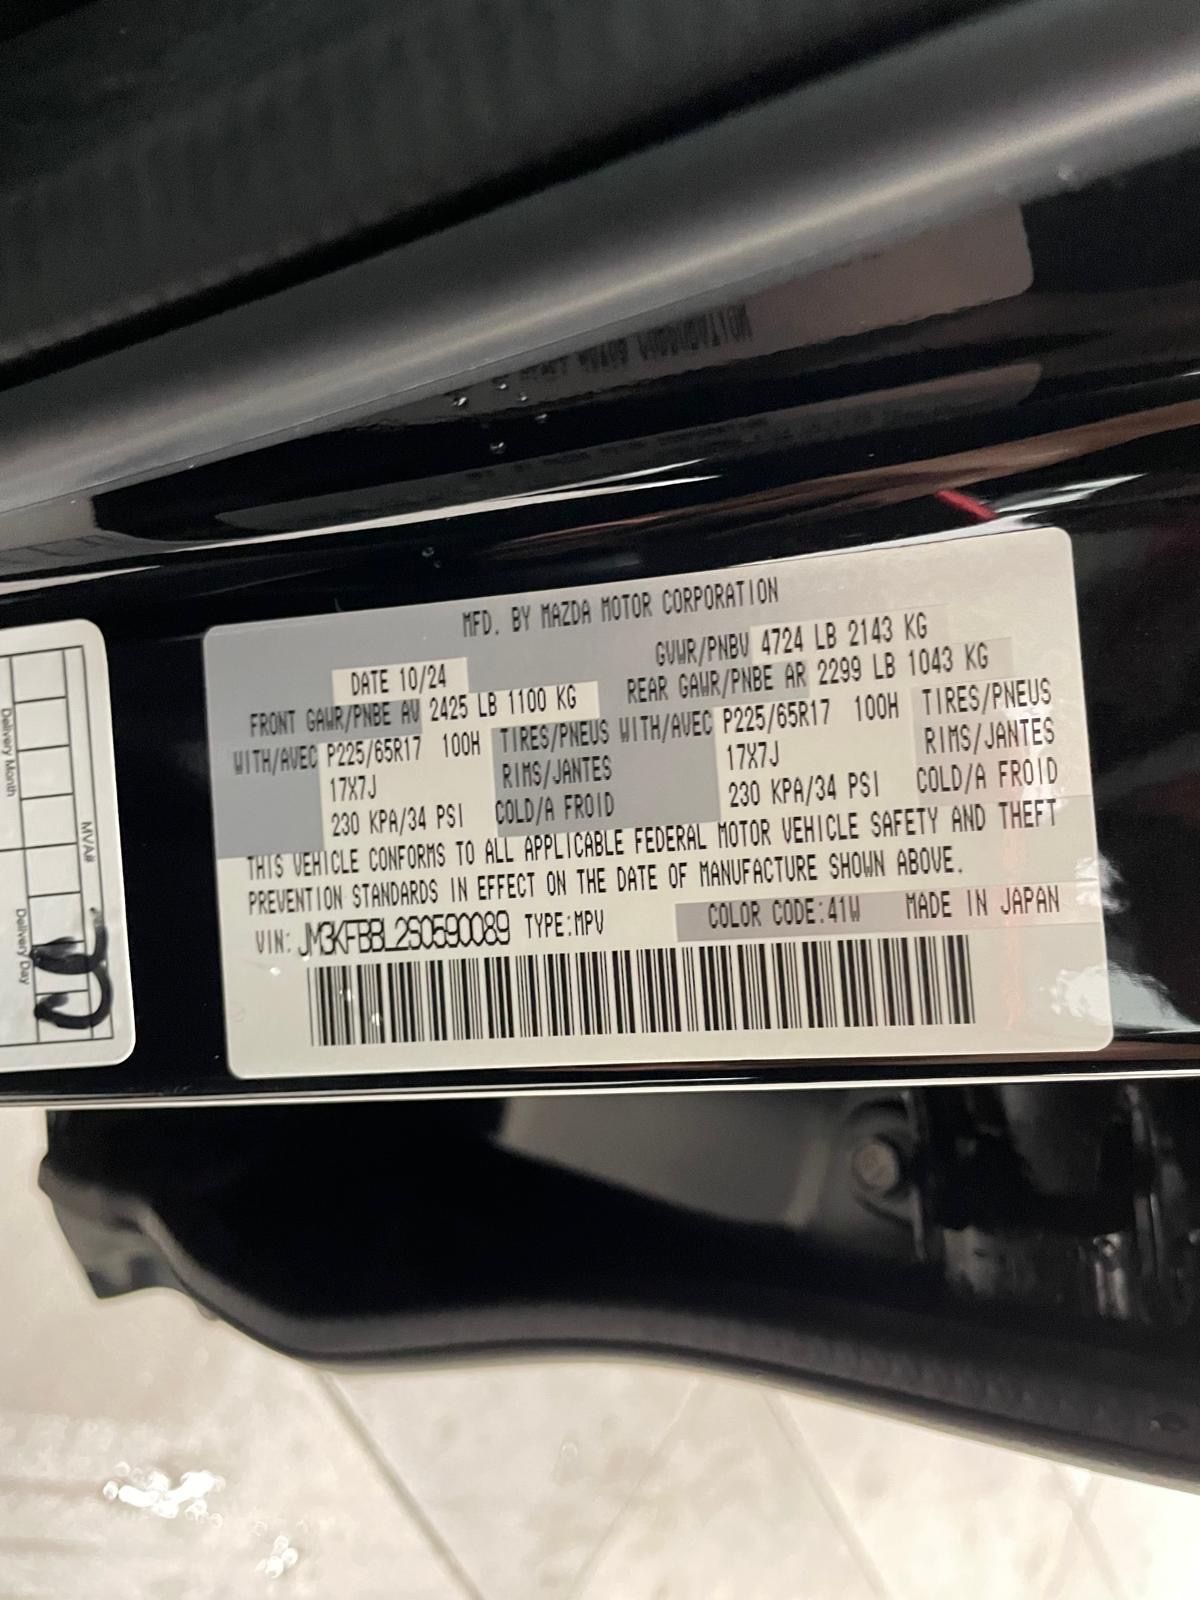 MFD. BY MAZDA MOTOR CORPORATION
DATE 10/24 GVWR/PNBV 4724 LB 2143 KG
FRONT GAWR/PNBE AV 2425 LB 1100 KG REAR GAWR/PNBE AR 2299 LB 1043 KG
WITH/AVEC P225/65R17 100H TIRES/PNEUS WITH/AVEC P225/65R17 100H TIRES/PNEUS
17X7J RIMS/JANTES 17X7J RIMS/JANTES
230 KPA/34 PSI COLD/A FROID 230 KPA/34 PSI COLD/A FROID
THIS VEHICLE CONFORMS TO ALL APPLICABLE FEDERAL MOTOR VEHICLE SAFETY AND THEFT
PREVENTION STANDARDS IN EFFECT ON THE DATE OF MANUFACTURE SHOWN ABOVE.
VIN: JM3KFBBL2S0590089 TYPE:MPV COLOR CODE:41W MADE IN JAPAN
Delivery Month
MVA#
Delivery Day